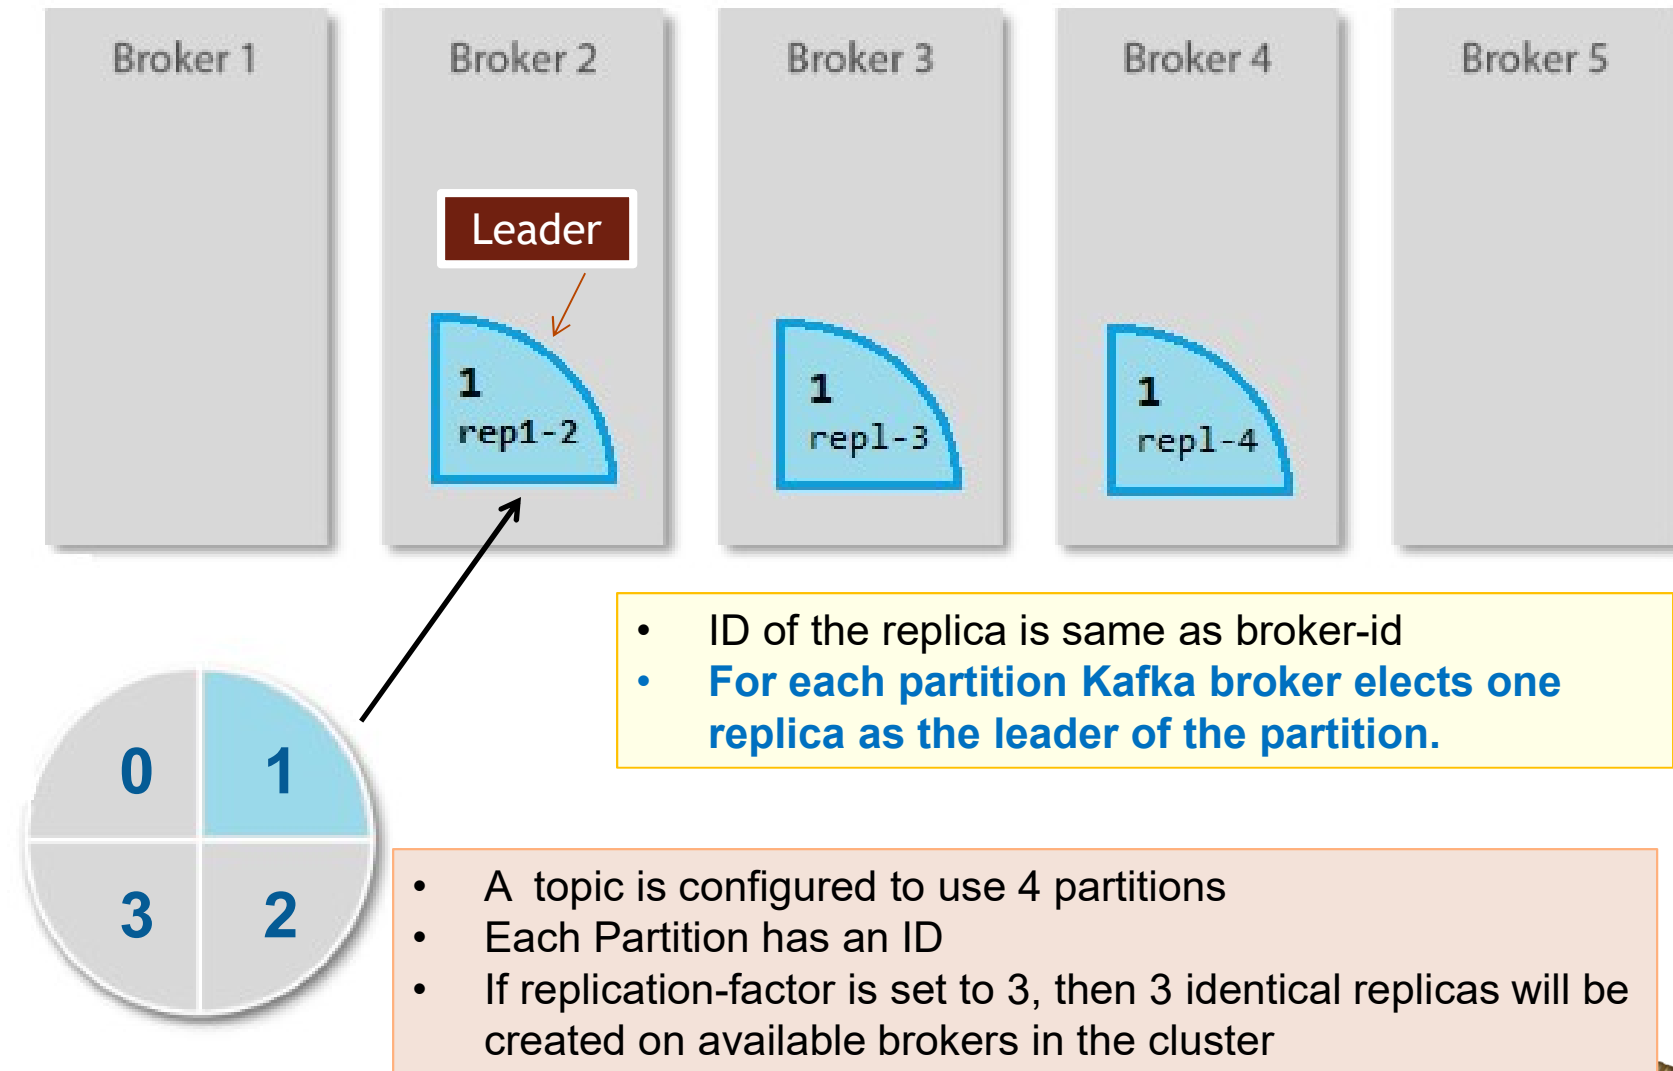 Broker 1
Broker 2
Broker 3
Broker 4
Broker 5
Leader
1
rep1-2
1
repl-3
1
repl-4
• ID of the replica is same as broker-id
• For each partition Kafka broker elects one
replica as the leader of the partition.
0
1
3
2
• A topic is configured to use 4 partitions
• Each Partition has an ID
• If replication-factor is set to 3, then 3 identical replicas will be
created on available brokers in the cluster